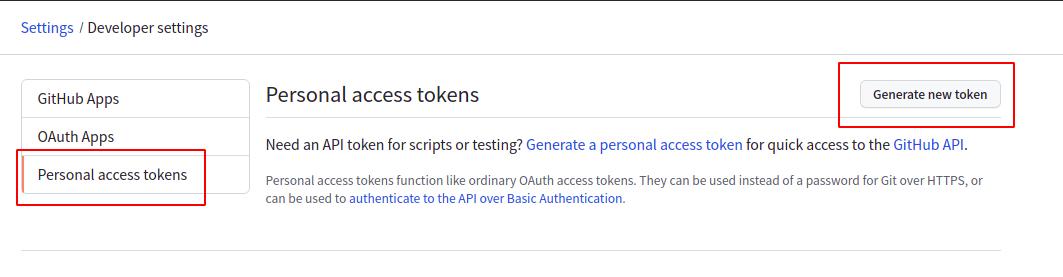 Settings / Developer settings
GitHub Apps
OAuth Apps
Personal access tokens
Personal access tokens
Generate new token
Need an API token for scripts or testing? Generate a personal access token for quick access to the GitHub API.
Personal access tokens function like ordinary OAuth access tokens. They can be used instead of a password for Git over HTTPS, or
can be used to authenticate to the API over Basic Authentication.